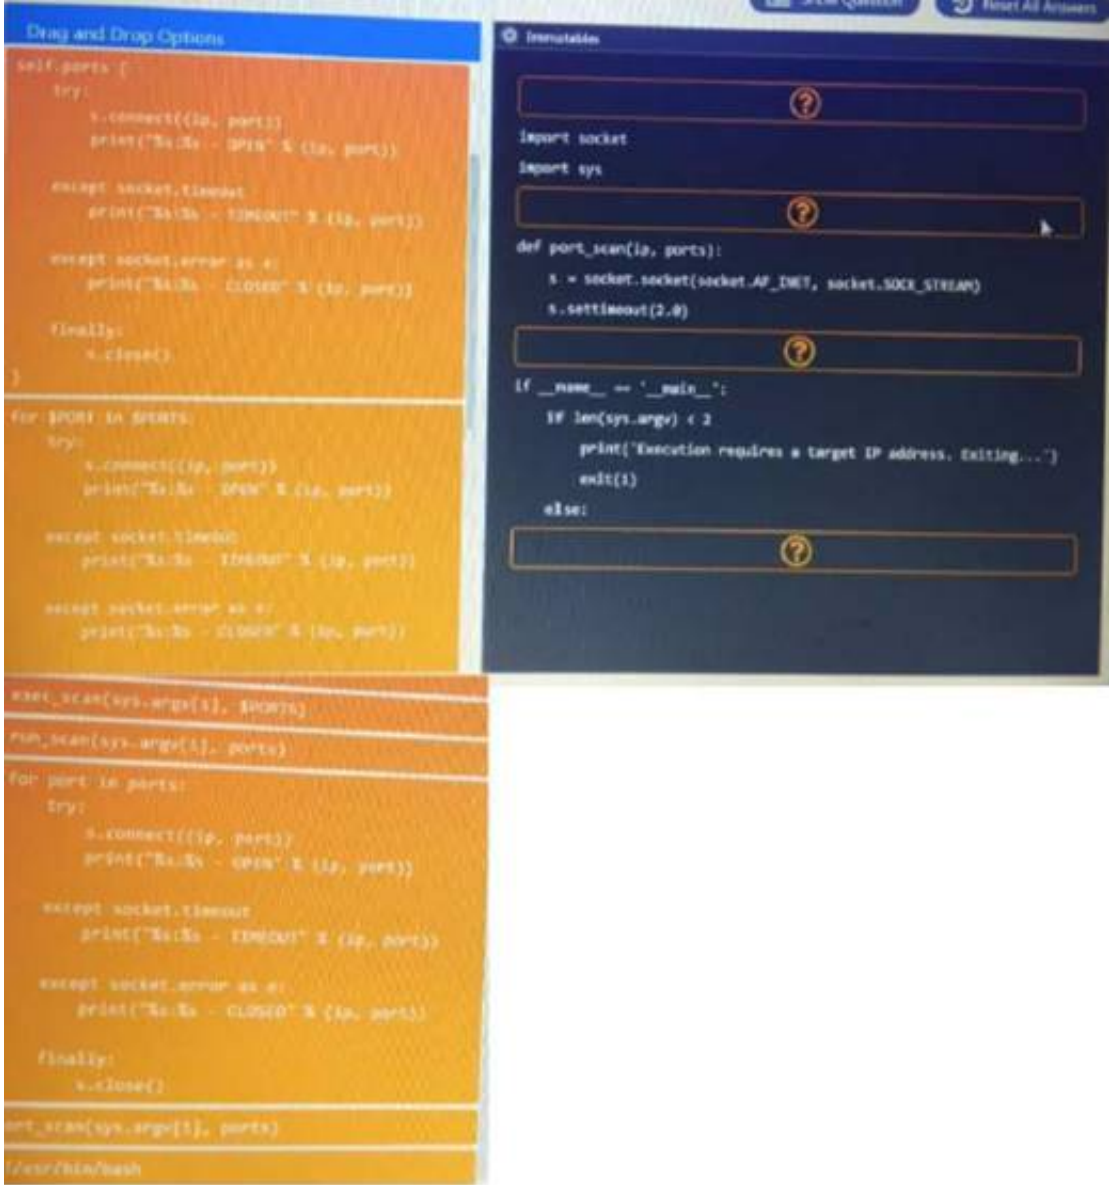 Show Question
Reset All Answers
Drag and Drop Options
self.ports {
try:
s.connect((ip, port))
print("%s:%s - OPEN" % (ip, port))
except socket.timeout
print("%s:%s - TIMEOUT" % (ip, port))
except socket.error as e:
print("%s:%s - CLOSED" % (ip, port))
finally:
s.close()
}
for $PORT in $PORTS:
try:
s.connect((ip, port))
print("%s:%s - OPEN" % (ip, port))
except socket.timeout
print("%s:%s - TIMEOUT" % (ip, port))
except socket.error as e:
print("%s:%s - CLOSED" % (ip, port))
exec_scan(sys.argv[1], $PORTS)
run_scan(sys.argv[1], ports)
for port in ports:
try:
s.connect((ip, port))
print("%s:%s - OPEN" % (ip, port))
except socket.timeout
print("%s:%s - TIMEOUT" % (ip, port))
except socket.error as e:
print("%s:%s - CLOSED" % (ip, port))
finally:
s.close()
ort_scan(sys.argv[1], ports)
!/usr/bin/bash
Immutables
?
import socket
import sys
?
def port_scan(ip, ports):
s = socket.socket(socket.AF_INET, socket.SOCK_STREAM)
s.settimeout(2.0)
?
if __name__ == '__main__':
if len(sys.argv) < 2
print('Execution requires a target IP address. Exiting...')
exit(1)
else:
?